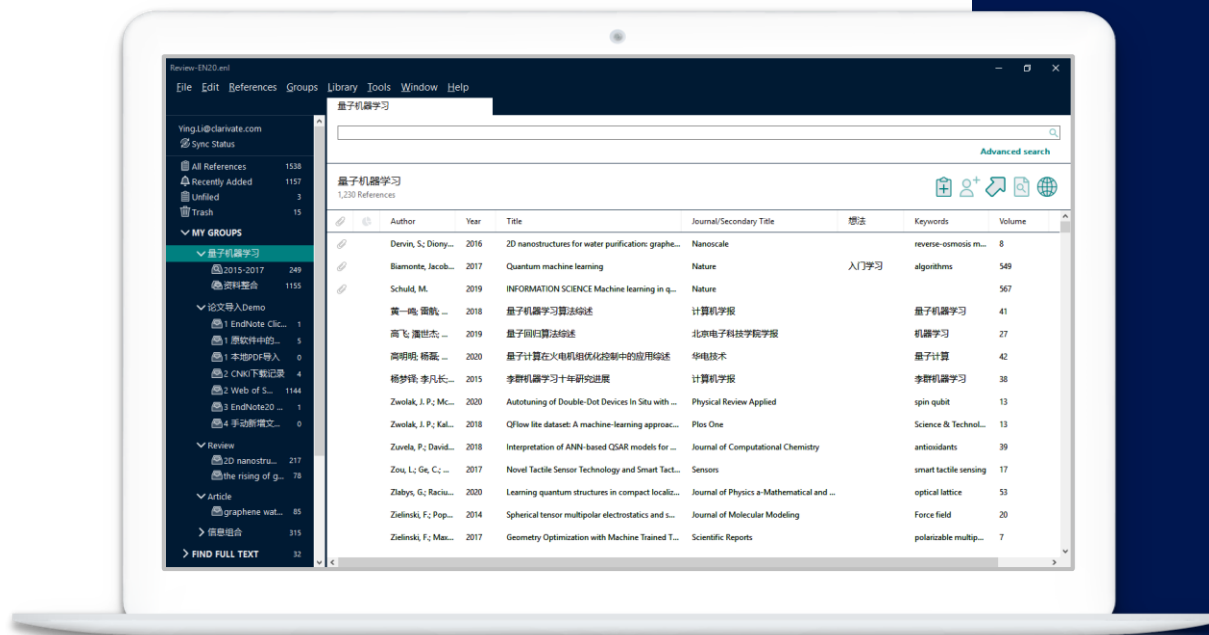 Review-EN20.enl
File Edit References Groups Library Tools Window Help
量子机器学习
Ying.Li@clarivate.com
Sync Status
All References 1538
Recently Added 1157
Unfiled 3
Trash 15
MY GROUPS
量子机器学习
2015-2017 249
资料整合 1155
论文导入Demo
1 EndNote Clic... 1
1 原软件中的... 5
1 本地PDF导入 0
2 CNKI下载记录 4
2 Web of S... 1144
3 EndNote20 ... 1
4 手动新增文... 0
Review
2D nanostru... 217
the rising of g... 78
Article
graphene wat... 85
信息组合 315
FIND FULL TEXT 32
Advanced search
量子机器学习
1,230 References
Author Year Title Journal/Secondary Title 想法 Keywords Volume
Dervin, S.; Diony... 2016 2D nanostructures for water purification: graphe... Nanoscale reverse-osmosis m... 8
Biamonte, Jacob... 2017 Quantum machine learning Nature 入门学习 algorithms 549
Schuld, M. 2019 INFORMATION SCIENCE Machine learning in q... Nature 567
黄一鸣; 雷航; ... 2018 量子机器学习算法综述 计算机学报 量子机器学习 41
高飞; 潘世杰; ... 2019 量子回归算法综述 北京电子科技学院学报 机器学习 27
高明明; 杨磊; ... 2020 量子计算在火电机组优化控制中的应用综述 华电技术 量子计算 42
杨梦铎; 李凡长;... 2015 李群机器学习十年研究进展 计算机学报 李群机器学习 38
Zwolak, J. P.; Mc... 2020 Autotuning of Double-Dot Devices In Situ with ... Physical Review Applied spin qubit 13
Zwolak, J. P.; Kal... 2018 QFlow lite dataset: A machine-learning approac... Plos One Science & Technol... 13
Zuvela, P.; David... 2018 Interpretation of ANN-based QSAR models for ... Journal of Computational Chemistry antioxidants 39
Zou, L.; Ge, C.; ... 2017 Novel Tactile Sensor Technology and Smart Tact... Sensors smart tactile sensing 17
Zlabys, G.; Raciu... 2020 Learning quantum structures in compact localiz... Journal of Physics a-Mathematical and ... optical lattice 53
Zielinski, F.; Pop... 2014 Spherical tensor multipolar electrostatics and s... Journal of Molecular Modeling Force field 20
Zielinski, F.; Max... 2017 Geometry Optimization with Machine Trained T... Scientific Reports polarizable multip... 7